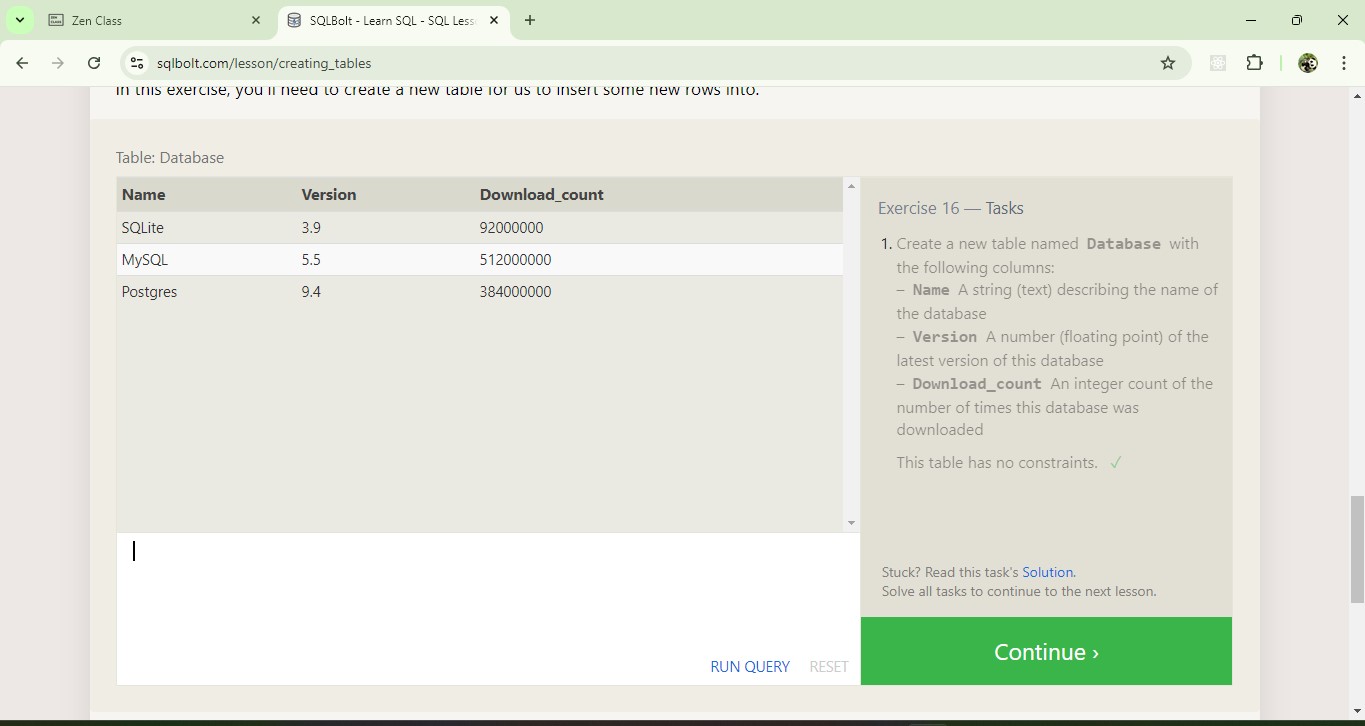 Zen Class
SQLBolt - Learn SQL - SQL Less
sqlbolt.com/lesson/creating_tables
In this exercise, you'll need to create a new table for us to insert some new rows into.
Table: Database
Name Version Download_count
SQLite 3.9 92000000
MySQL 5.5 512000000
Postgres 9.4 384000000
Exercise 16 — Tasks
1. Create a new table named Database with
the following columns:
– Name A string (text) describing the name of
the database
– Version A number (floating point) of the
latest version of this database
– Download_count An integer count of the
number of times this database was
downloaded
This table has no constraints. ✓
Stuck? Read this task's Solution.
Solve all tasks to continue to the next lesson.
RUN QUERY RESET
Continue ›